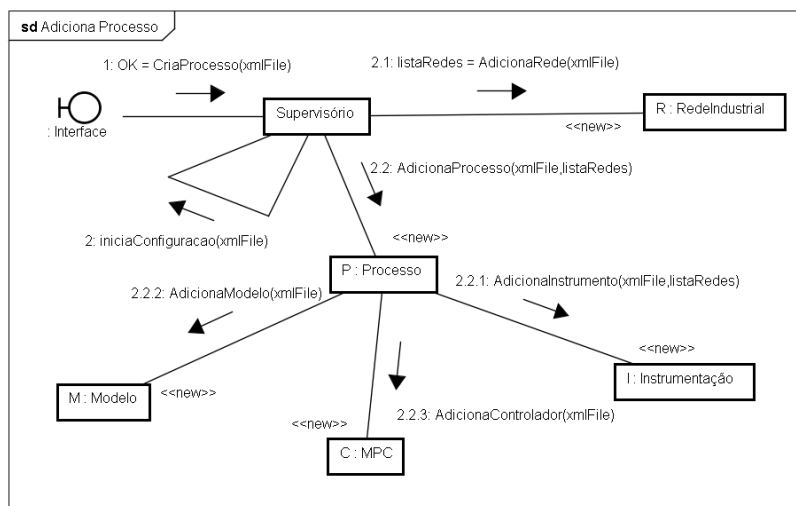 sd Adiciona Processo
1: OK = CriaProcesso(xmlFile)
2.1: listaRedes = AdicionaRede(xmlFile)
Supervisório
R : RedeIndustrial
: Interface
<<new>>
2.2: AdicionaProcesso(xmlFile,listaRedes)
2: iniciaConfiguracao(xmlFile)
<<new>>
P : Processo
2.2.2: AdicionaModelo(xmlFile)
2.2.1: AdicionaInstrumento(xmlFile,listaRedes)
<<new>>
M : Modelo
<<new>>
I : Instrumentação
<<new>>
2.2.3: AdicionaControlador(xmlFile)
C : MPC